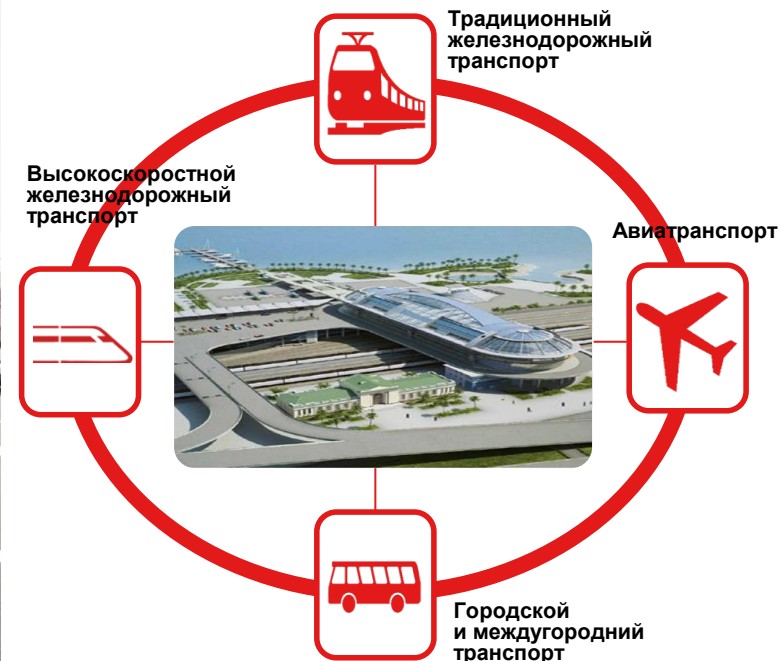 Традиционный
железнодорожный
транспорт
Высокоскоростной
железнодорожный
транспорт
Авиатранспорт
Городской
и междугородний
транспорт